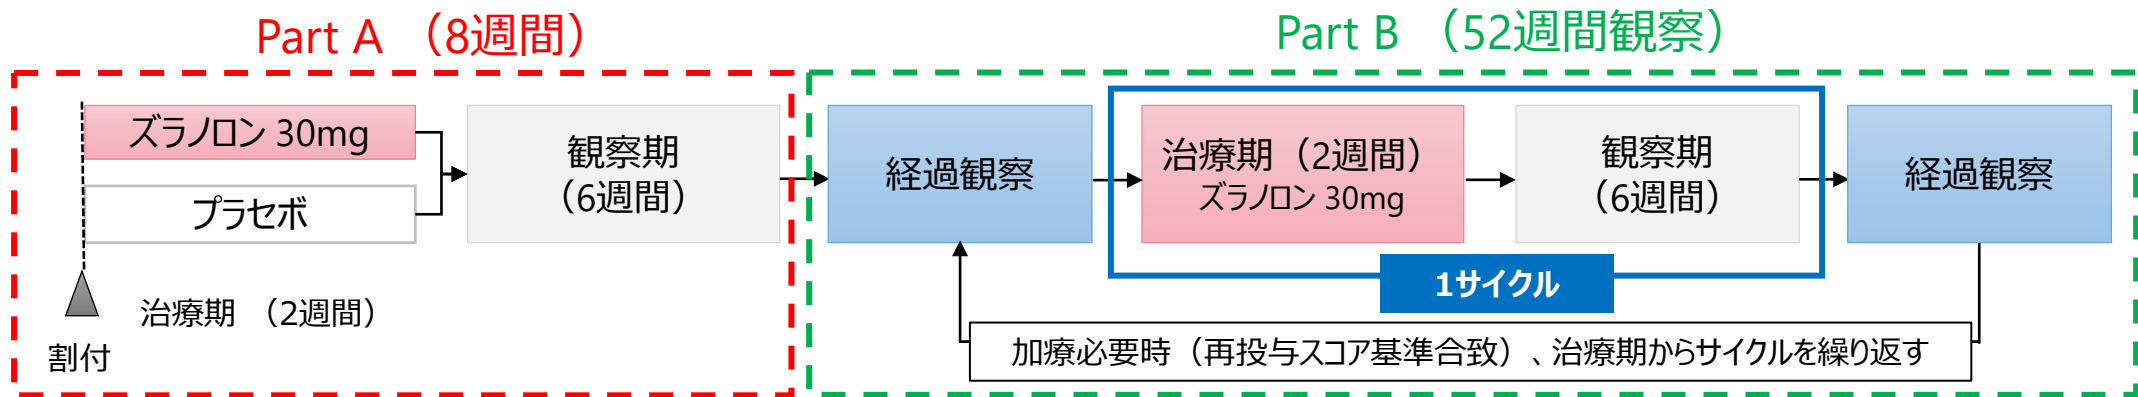 Part A （8週間）
ズラノロン 30mg
プラセボ
治療期 （2週間）
割付
観察期
（6週間）
Part B （52週間観察）
経過観察
治療期（2週間）
ズラノロン 30mg
観察期
（6週間）
1サイクル
経過観察
加療必要時（再投与スコア基準合致）、治療期からサイクルを繰り返す